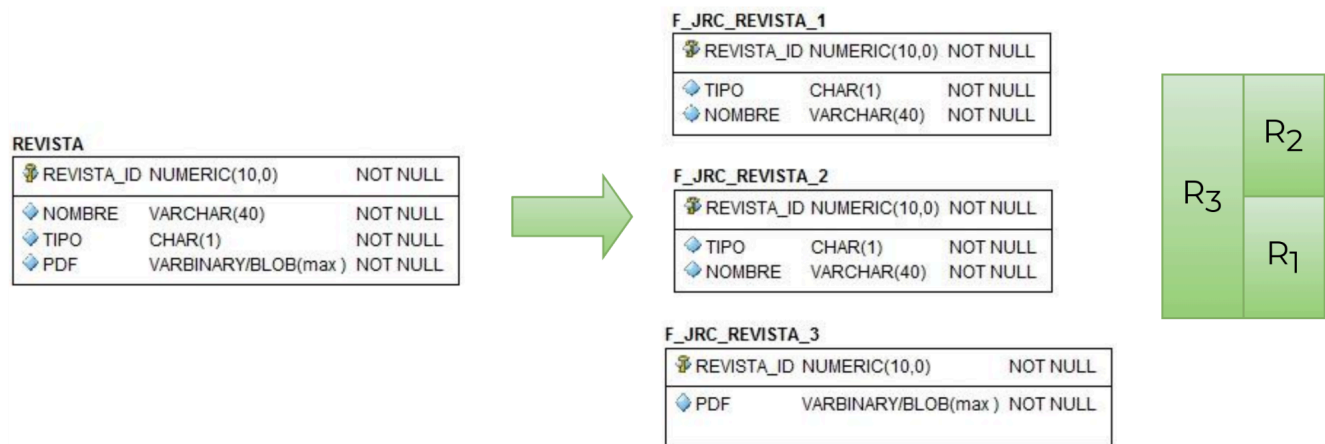 REVISTA
REVISTA_ID NUMERIC(10,0) NOT NULL
NOMBRE VARCHAR(40) NOT NULL
TIPO CHAR(1) NOT NULL
PDF VARBINARY/BLOB(max ) NOT NULL
F_JRC_REVISTA_1
REVISTA_ID NUMERIC(10,0) NOT NULL
TIPO CHAR(1) NOT NULL
NOMBRE VARCHAR(40) NOT NULL
F_JRC_REVISTA_2
REVISTA_ID NUMERIC(10,0) NOT NULL
TIPO CHAR(1) NOT NULL
NOMBRE VARCHAR(40) NOT NULL
F_JRC_REVISTA_3
REVISTA_ID NUMERIC(10,0) NOT NULL
PDF VARBINARY/BLOB(max ) NOT NULL
R3
R2
R1